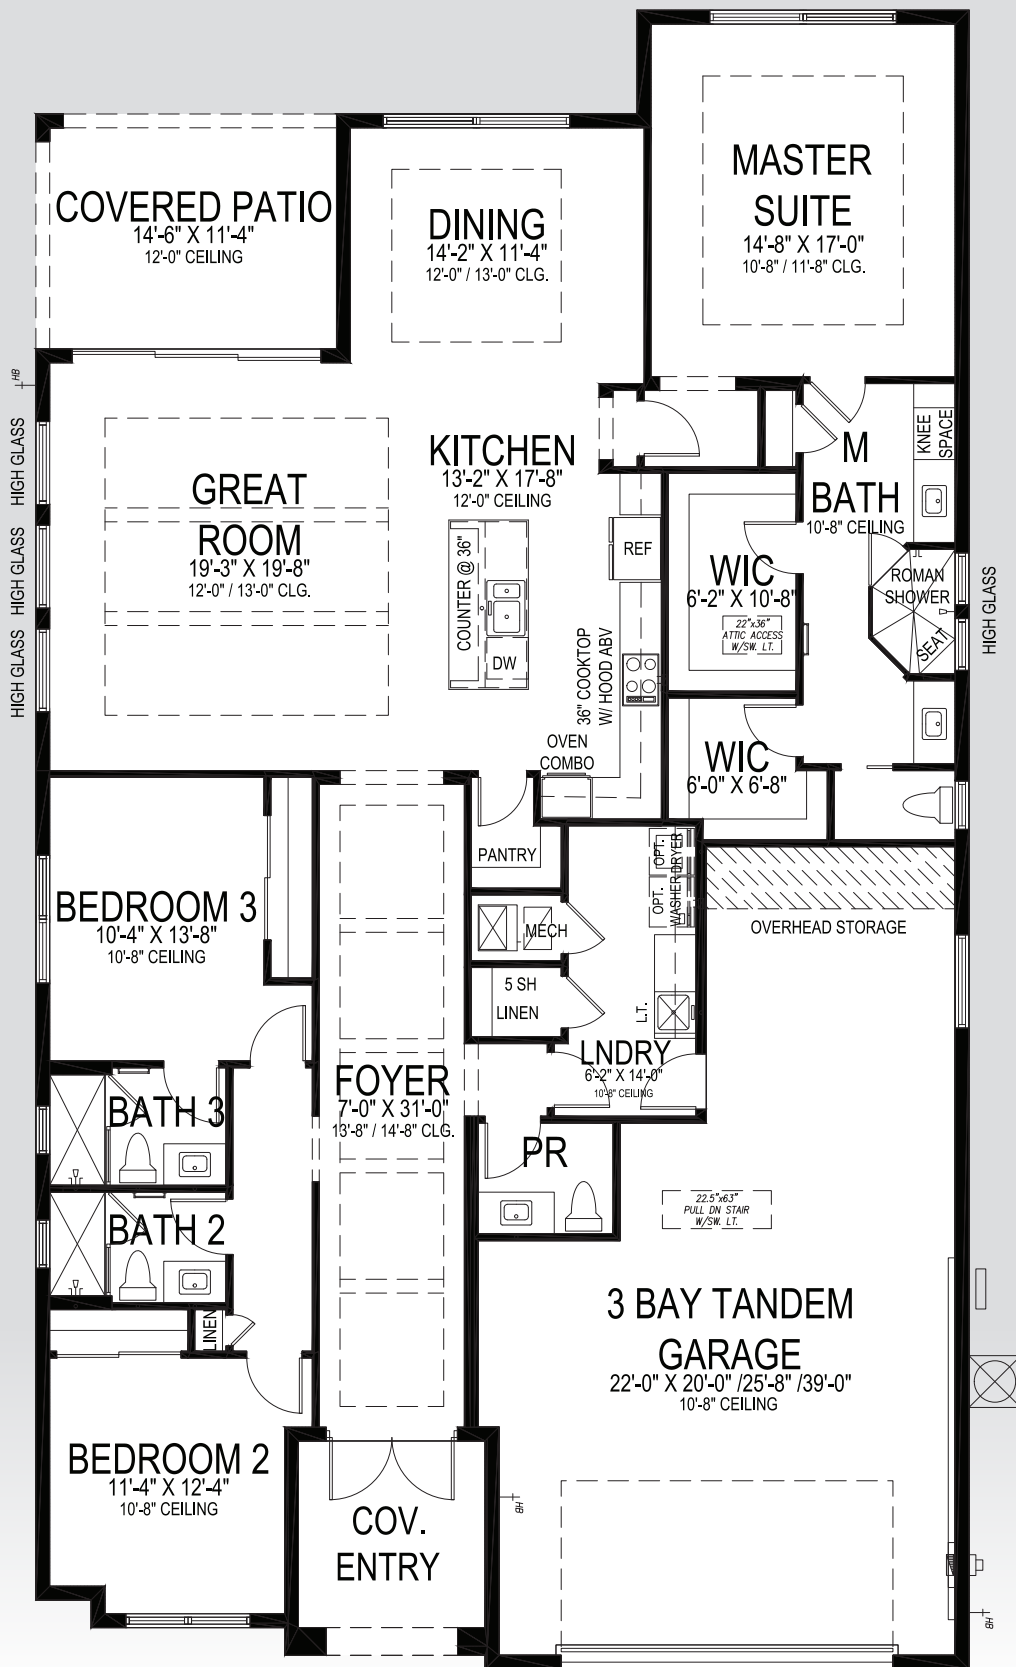 COVERED PATIO
14'-6" X 11'-4"
12'-0" CEILING
DINING
14'-2" X 11'-4"
12'-0" / 13'-0" CLG.
MASTER
SUITE
14'-8" X 17'-0"
10'-8" / 11'-8" CLG.
HB
HIGH GLASS
HIGH GLASS
HIGH GLASS
GREAT
ROOM
19'-3" X 19'-8"
12'-0" / 13'-0" CLG.
KITCHEN
13'-2" X 17'-8"
12'-0" CEILING
COUNTER @ 36"
DW
REF
36" COOKTOP
W/ HOOD ABV
OVEN
COMBO
M
BATH
10'-8" CEILING
KNEE
SPACE
ROMAN
SHOWER
SEAT
HIGH GLASS
WIC
6'-2" X 10'-8"
22"x36"
ATTIC ACCESS
W/SW. LT.
WIC
6'-0" X 6'-8"
PANTRY
MECH
5 SH
LINEN
OPT.
OPT.
WASHER DRYER
L.T.
LNDRY
6'-2" X 14'-0"
10'-8" CEILING
OVERHEAD STORAGE
BEDROOM 3
10'-4" X 13'-8"
10'-8" CEILING
FOYER
7'-0" X 31'-0"
13'-8" / 14'-8" CLG.
BATH 3
BATH 2
LINEN
PR
22.5"x63"
PULL DN STAIR
W/SW. LT.
3 BAY TANDEM
GARAGE
22'-0" X 20'-0" /25'-8" /39'-0"
10'-8" CEILING
BEDROOM 2
11'-4" X 12'-4"
10'-8" CEILING
COV.
ENTRY
HB
HB